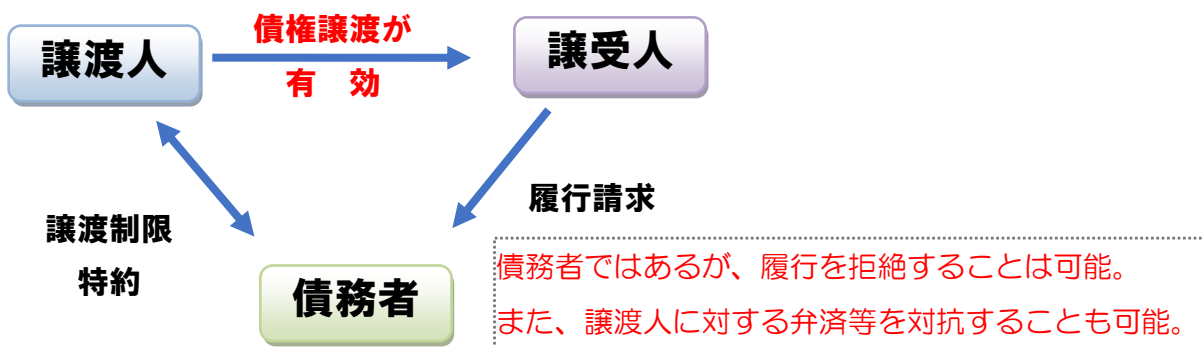 譲渡人
債権譲渡が
有　効
譲受人
履行請求
譲渡制限
特約
債務者
債務者ではあるが、履行を拒絶することは可能。
また、譲渡人に対する弁済等を対抗することも可能。